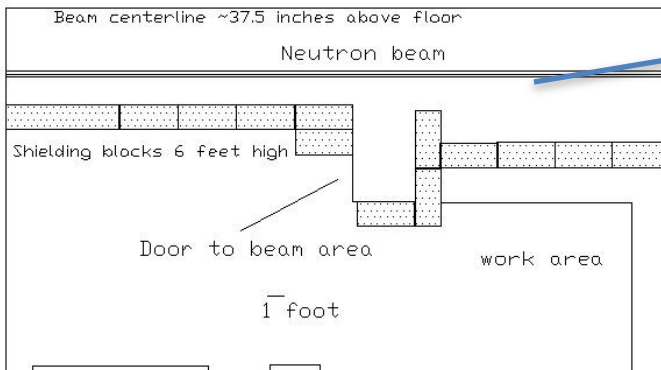 Beam centerline ~37.5 inches above floor
Neutron beam
Shielding blocks 6 feet high
Door to beam area
work area
1 foot